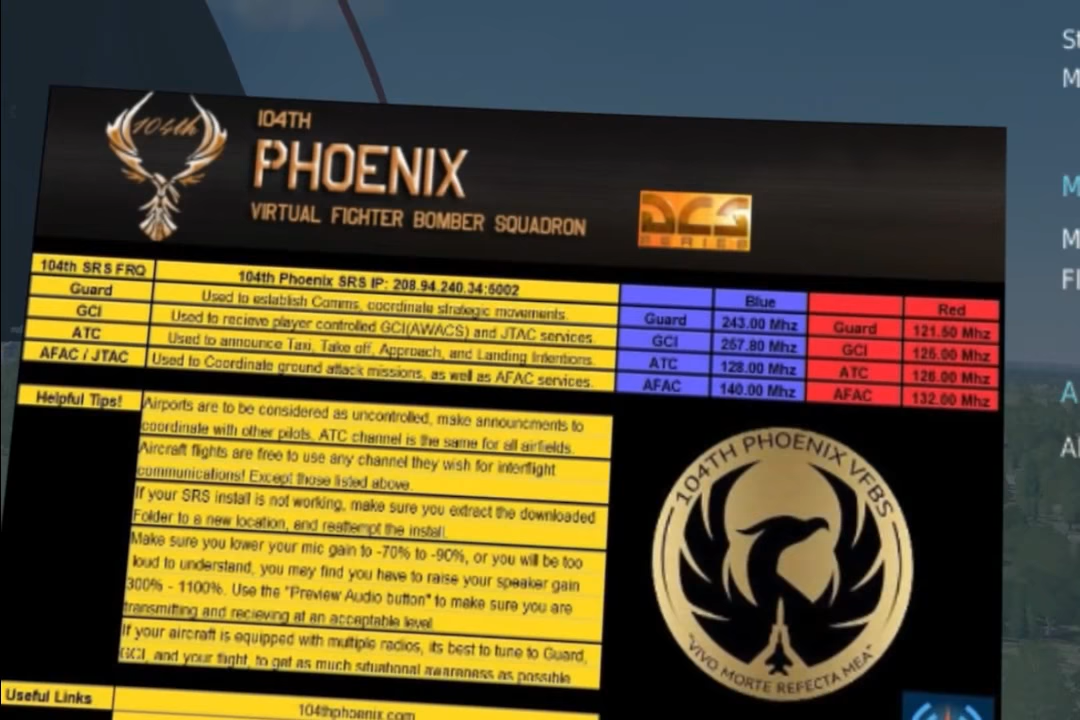 104th
104TH
PHOENIX
VIRTUAL FIGHTER BOMBER SQUADRON
DCS
SERIES
104th SRS FRQ
104th Phoenix SRS IP: 208.94.240.34:5002
Blue
Red
Guard
Used to establish Comms, coordinate strategic movements.
Guard
243.00 Mhz
Guard
121.50 Mhz
GCI
Used to recieve player controlled GCI(AWACS) and JTAC services.
GCI
257.80 Mhz
GCI
125.00 Mhz
ATC
Used to announce Taxi, Take off, Approach, and Landing Intentions.
ATC
128.00 Mhz
ATC
126.00 Mhz
AFAC / JTAC
Used to Coordinate ground attack missions, as well as AFAC services.
AFAC
140.00 Mhz
AFAC
132.00 Mhz
Helpful Tips!
Airports are to be considered as uncontrolled, make announcments to
coordinate with other pilots. ATC channel is the same for all airfields.
Aircraft flights are free to use any channel they wish for interflight
communications! Except those listed above.
If your SRS install is not working, make sure you extract the downloaded
Folder to a new location, and reattempt the install.
Make sure you lower your mic gain to -70% to -90%, or you will be too
loud to understand, you may find you have to raise your speaker gain
300% - 1100%. Use the "Preview Audio button" to make sure you are
transmitting and recieving at an acceptable level
If your aircraft is equipped with multiple radios, its best to tune to Guard,
GCI, and your flight, to get as much situational awareness as possible
104TH PHOENIX VFBS
"VIVO MORTE REFECTA MEA"
Useful Links
104thphoenix.com